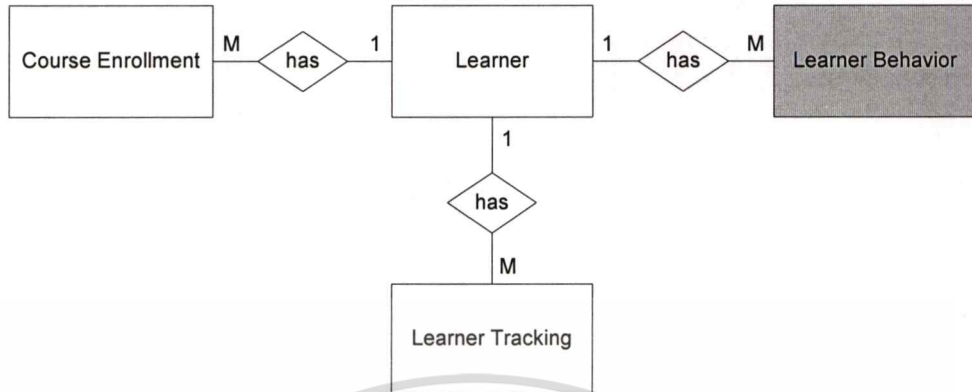 Course Enrollment
M
has
1
Learner
1
has
M
Learner Behavior
1
has
M
Learner Tracking